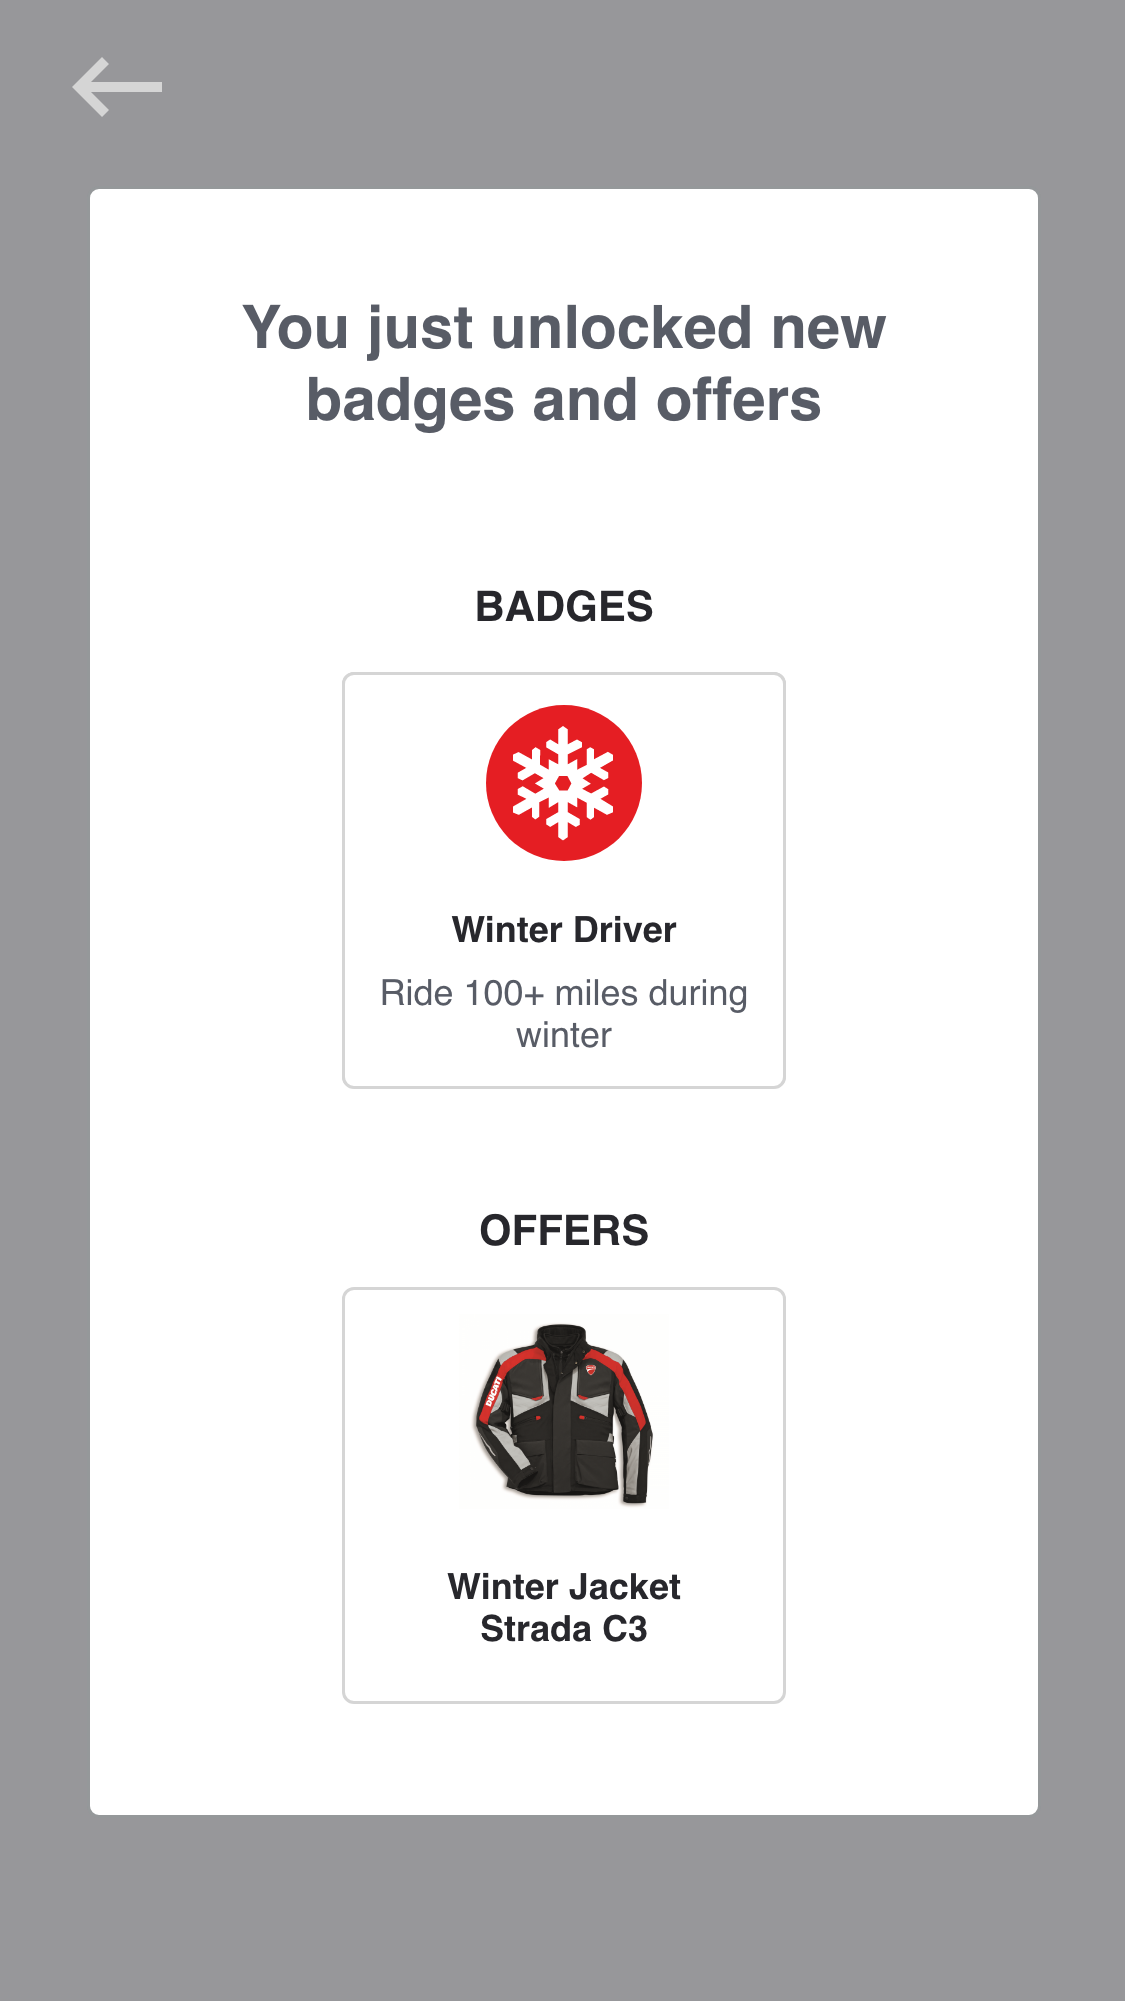 You just unlocked new
badges and offers
BADGES
Winter Driver
Ride 100+ miles during
winter
OFFERS
DUCATI
Winter Jacket
Strada C3